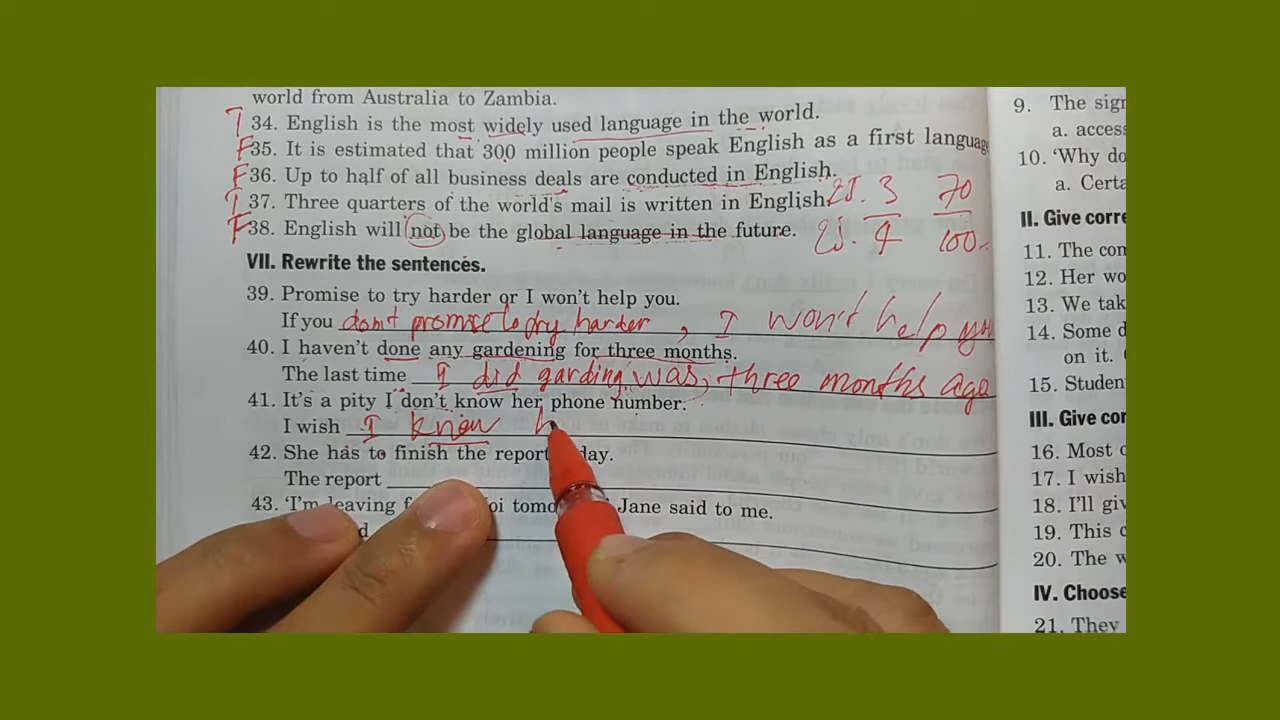 world from Australia to Zambia.
T 34. English is the most widely used language in the world.
F 35. It is estimated that 300 million people speak English as a first language
F 36. Up to half of all business deals are conducted in English.
T 37. Three quarters of the world's mail is written in English. 25. 3 70
F 38. English will not be the global language in the future. 25. 4 100
VII. Rewrite the sentences.
39. Promise to try harder or I won't help you.
If you don't promise to dry harder, I won't help you
40. I haven't done any gardening for three months.
The last time I did garding, was, three months ago
41. It's a pity I don't know her phone number.
I wish I know h
42. She has to finish the report day.
The report
43. 'I'm leaving f oi tomo Jane said to me.
d
9. The sign
a. access
10. 'Why do
a. Certa
II. Give corre
11. The com
12. Her wo
13. We tak
14. Some d
on it.
15. Studen
III. Give cor
16. Most
17. I wish
18. I'll giv
19. This
20. The w
IV. Choose
21. They